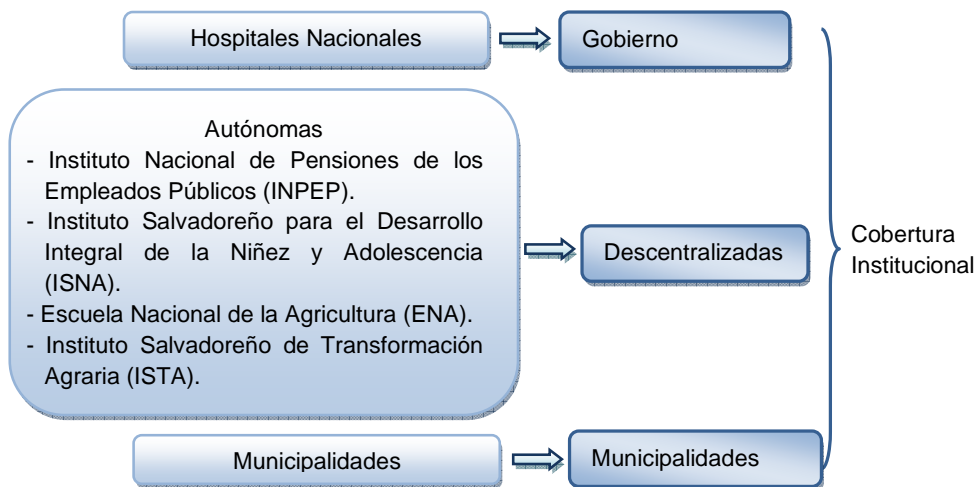 Hospitales Nacionales
Gobierno
Autónomas
- Instituto Nacional de Pensiones de los
Empleados Públicos (INPEP).
- Instituto Salvadoreño para el Desarrollo
Integral de la Niñez y Adolescencia
(ISNA).
- Escuela Nacional de la Agricultura (ENA).
- Instituto Salvadoreño de Transformación
Agraria (ISTA).
Descentralizadas
Cobertura
Institucional
Municipalidades
Municipalidades